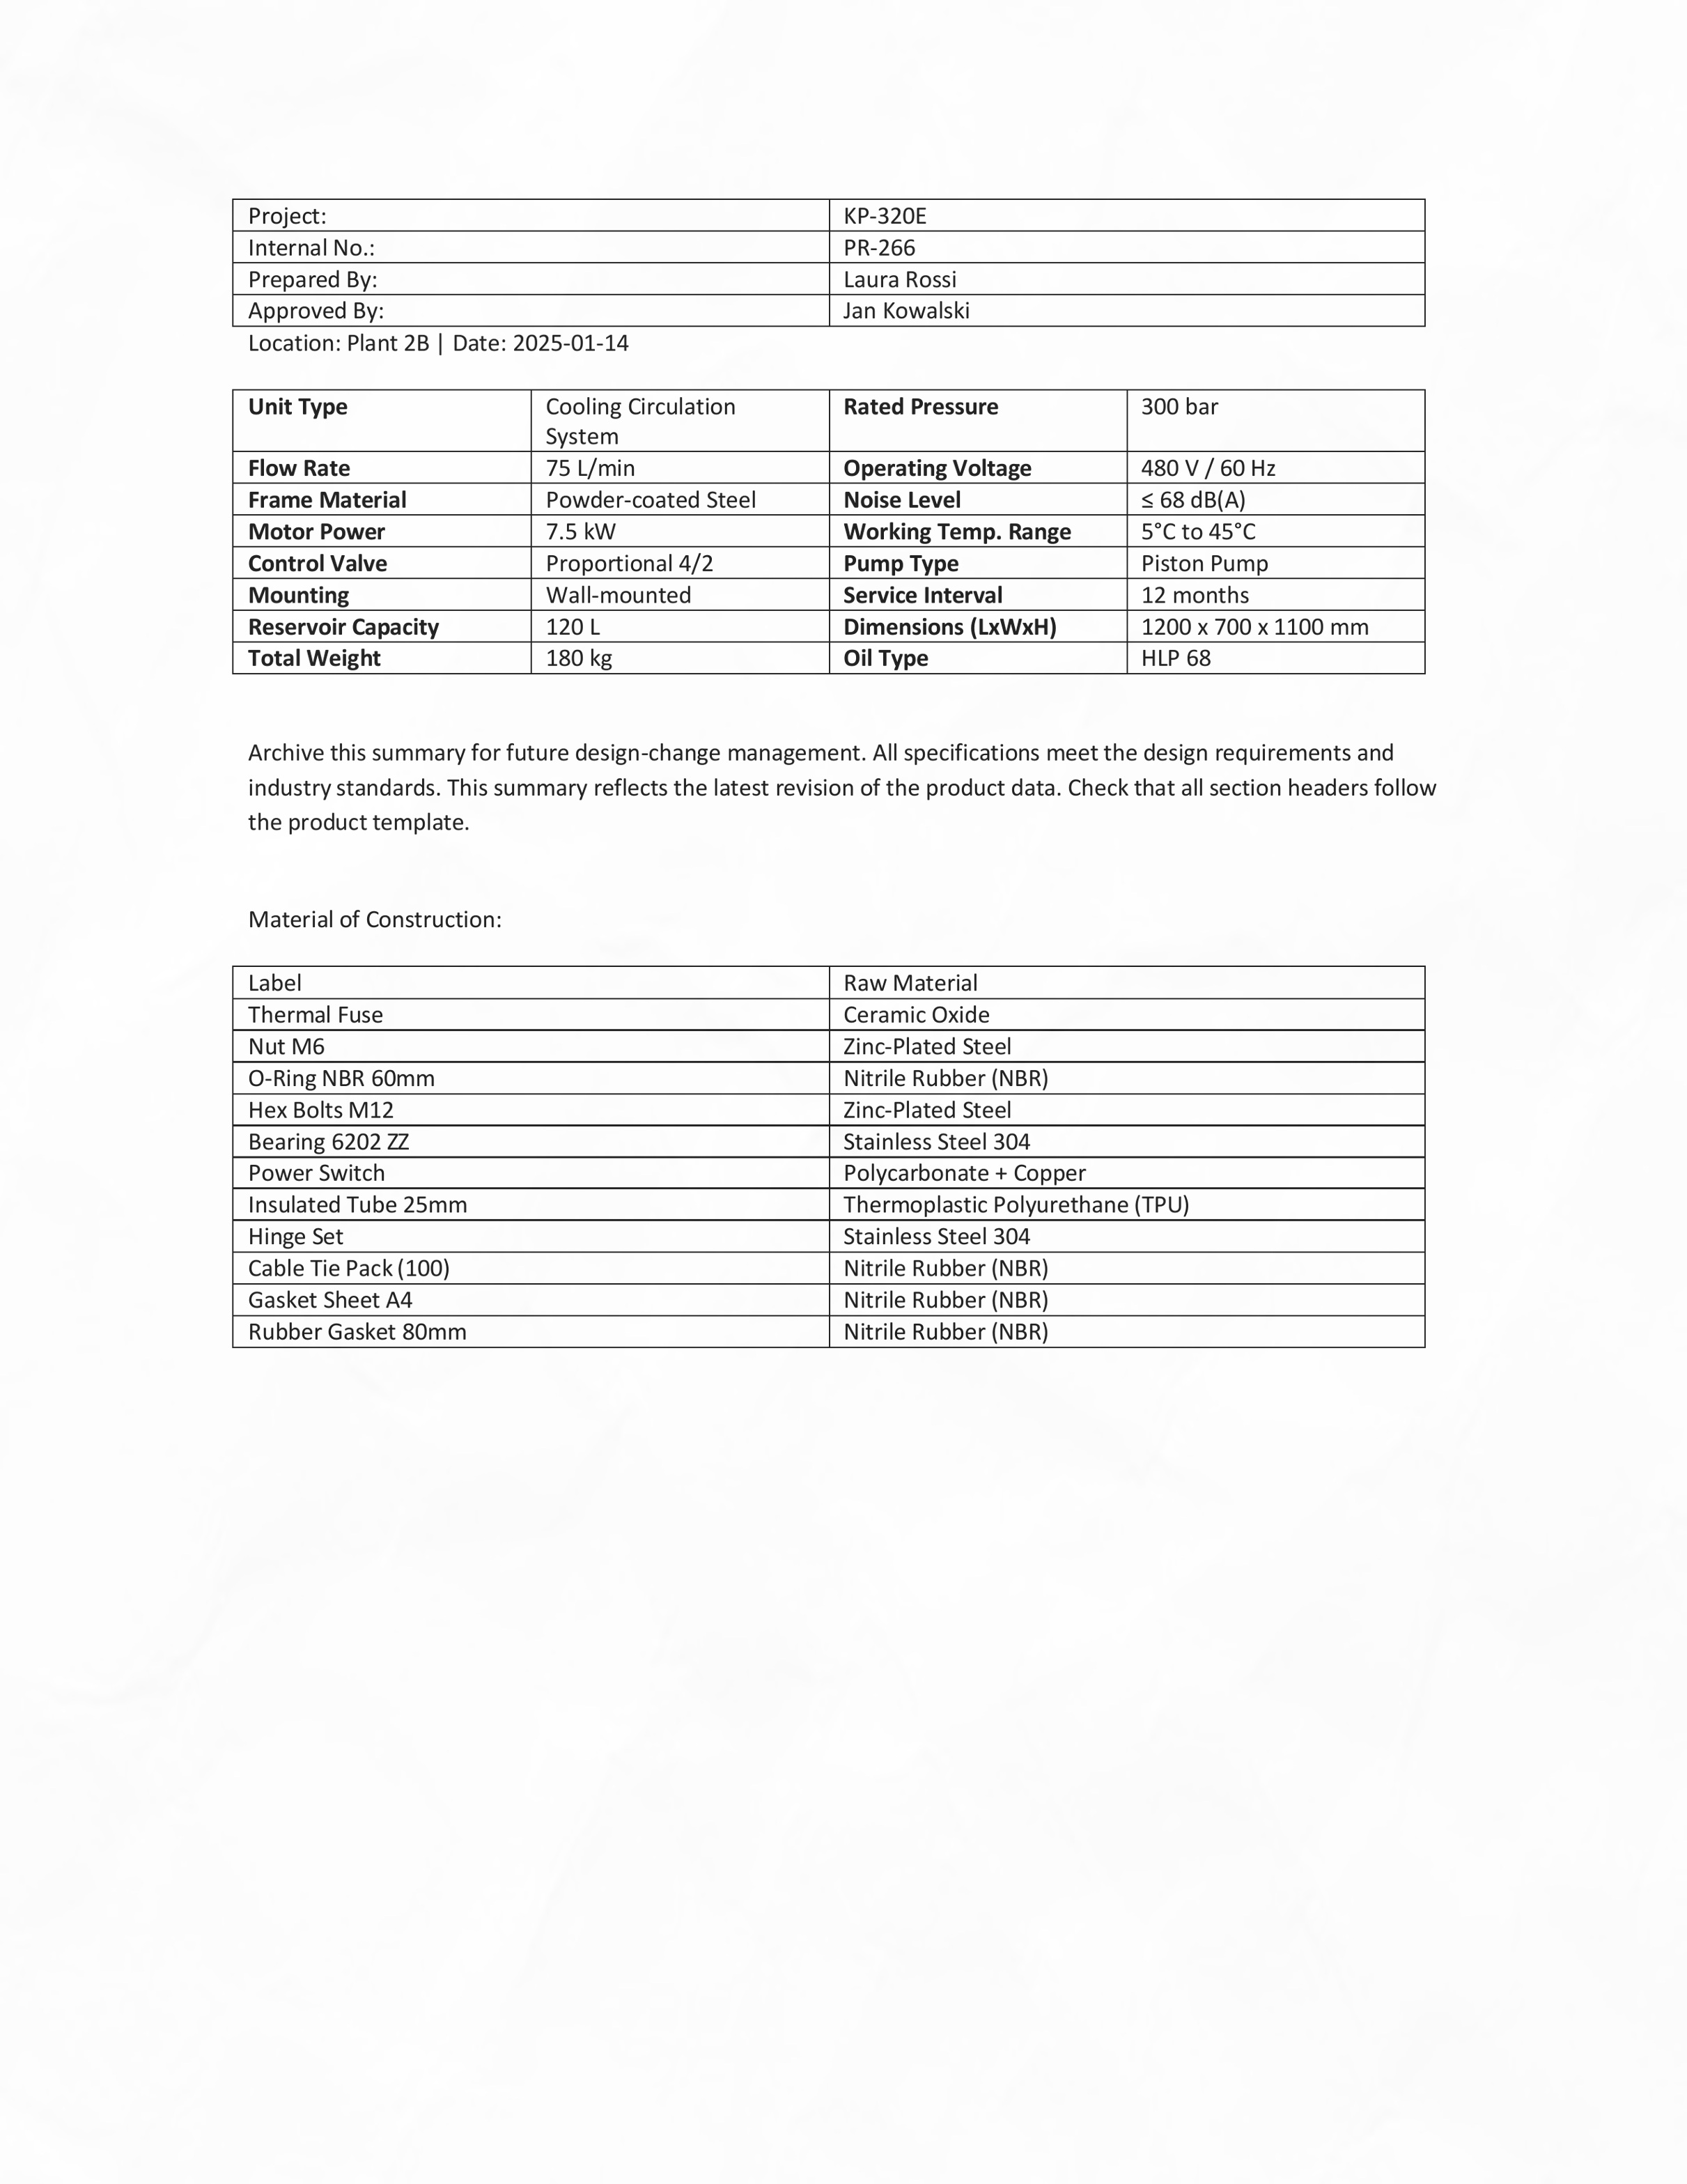 Project: KP-320E
Internal No.: PR-266
Prepared By: Laura Rossi
Approved By: Jan Kowalski
Location: Plant 2B | Date: 2025-01-14
Unit Type Cooling Circulation System Rated Pressure 300 bar
Flow Rate 75 L/min Operating Voltage 480 V / 60 Hz
Frame Material Powder-coated Steel Noise Level ≤ 68 dB(A)
Motor Power 7.5 kW Working Temp. Range 5°C to 45°C
Control Valve Proportional 4/2 Pump Type Piston Pump
Mounting Wall-mounted Service Interval 12 months
Reservoir Capacity 120 L Dimensions (LxWxH) 1200 x 700 x 1100 mm
Total Weight 180 kg Oil Type HLP 68
Archive this summary for future design-change management. All specifications meet the design requirements and
industry standards. This summary reflects the latest revision of the product data. Check that all section headers follow
the product template.
Material of Construction:
Label Raw Material
Thermal Fuse Ceramic Oxide
Nut M6 Zinc-Plated Steel
O-Ring NBR 60mm Nitrile Rubber (NBR)
Hex Bolts M12 Zinc-Plated Steel
Bearing 6202 ZZ Stainless Steel 304
Power Switch Polycarbonate + Copper
Insulated Tube 25mm Thermoplastic Polyurethane (TPU)
Hinge Set Stainless Steel 304
Cable Tie Pack (100) Nitrile Rubber (NBR)
Gasket Sheet A4 Nitrile Rubber (NBR)
Rubber Gasket 80mm Nitrile Rubber (NBR)